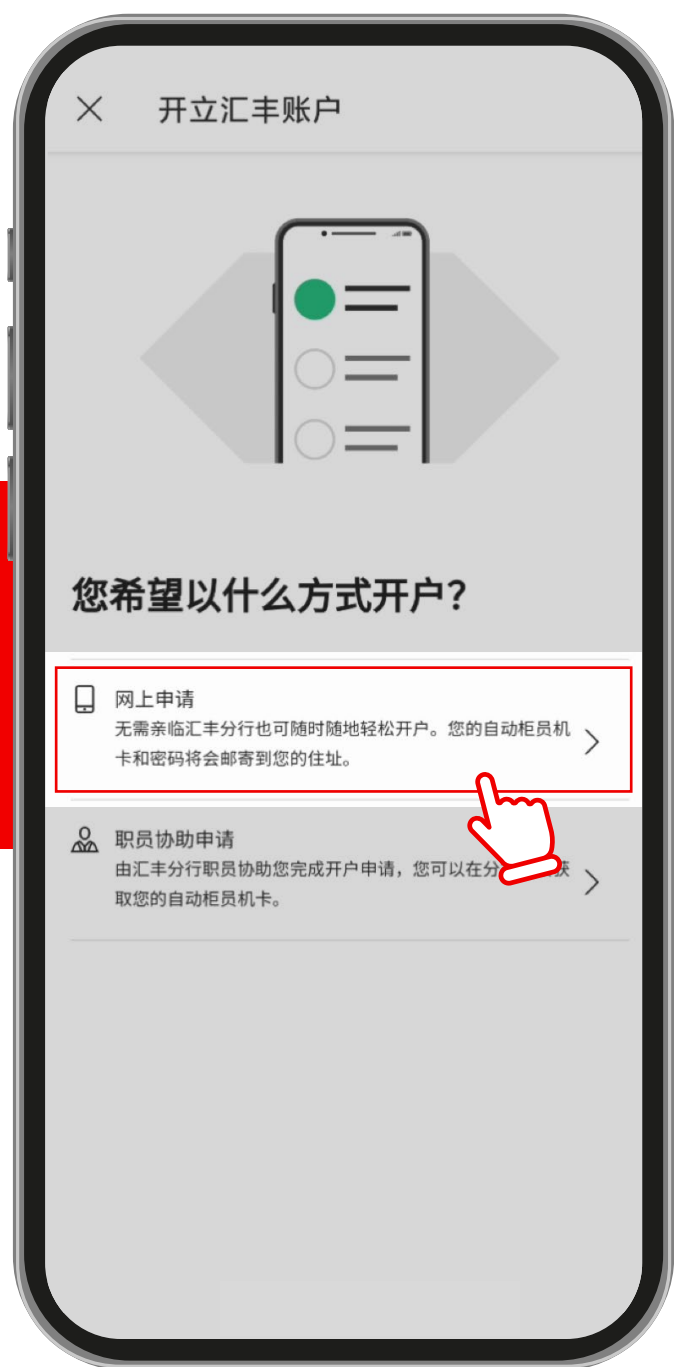 开立汇丰账户
您希望以什么方式开户？
网上申请
无需亲临汇丰分行也可随时随地轻松开户。您的自动柜员机
卡和密码将会邮寄到您的住址。
职员协助申请
由汇丰分行职员协助您完成开户申请，您可以在分
取您的自动柜员机卡。